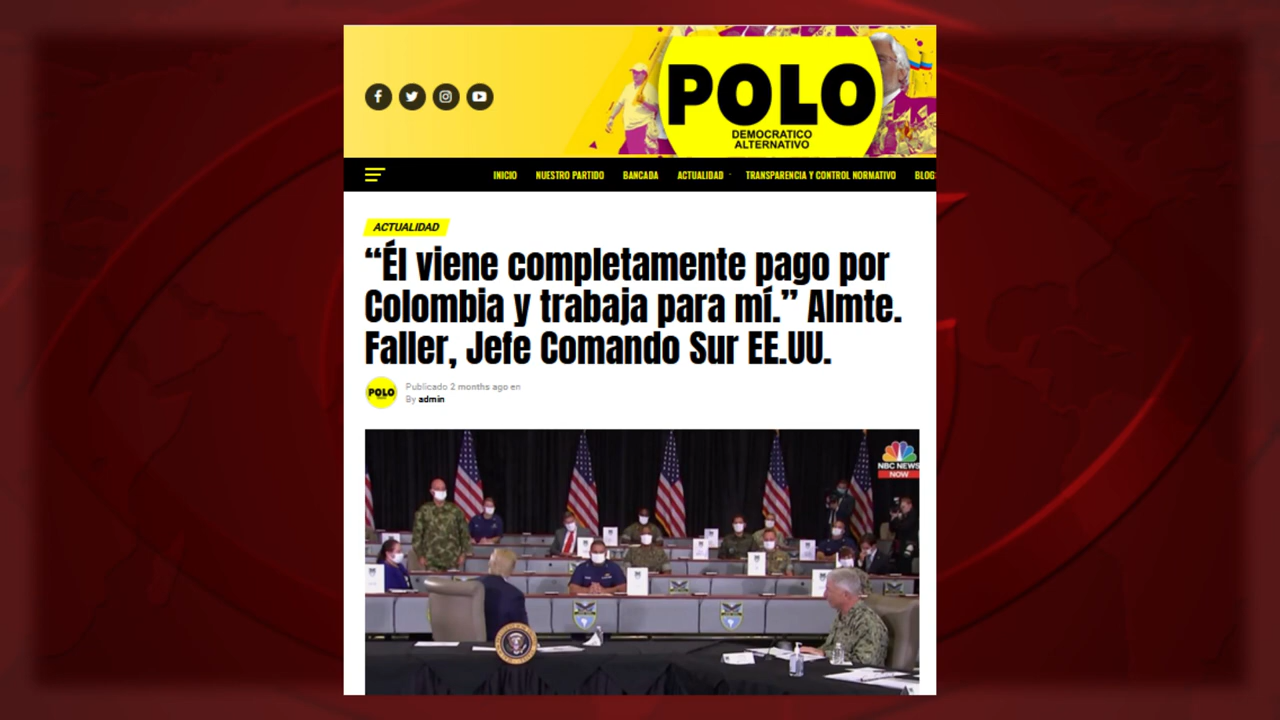 POLO
DEMOCRATICO
ALTERNATIVO
INICIO NUESTRO PARTIDO BANCADA ACTUALIDAD TRANSPARENCIA Y CONTROL NORMATIVO BLOG
ACTUALIDAD
“Él viene completamente pago por
Colombia y trabaja para mí.” Almte.
Faller, Jefe Comando Sur EE.UU.
POLO
Publicado 2 months ago en
By admin
NBC NEWS
NOW